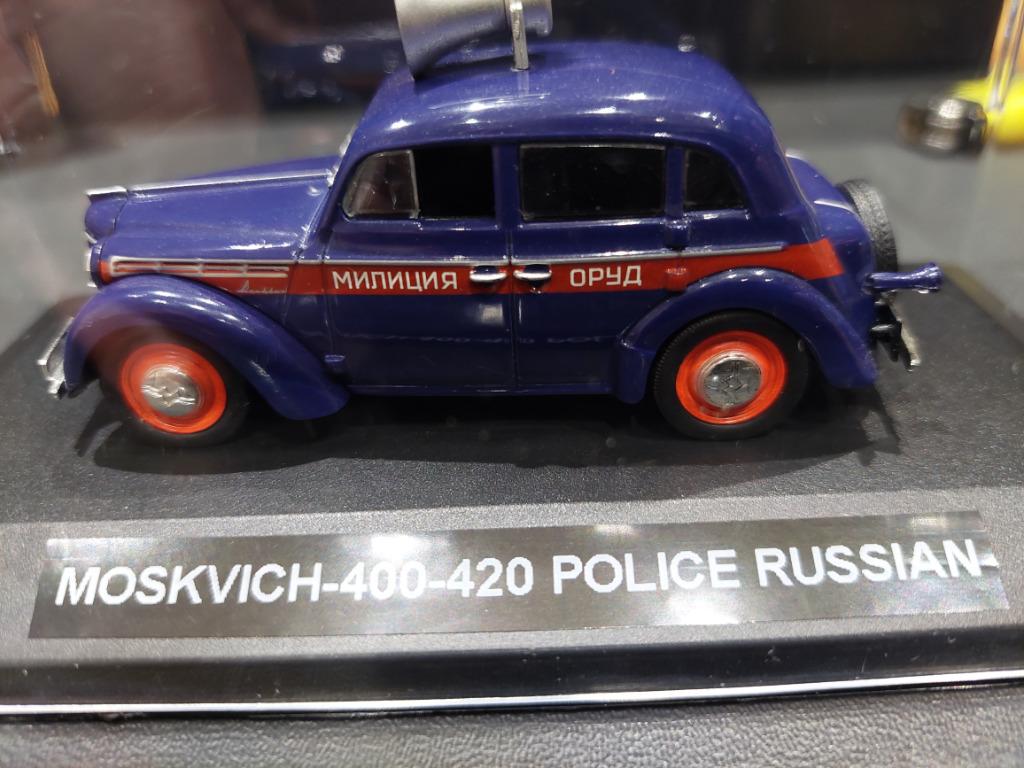 МИЛИЦИЯ ОРУД
MOSKVICH-400-420 POLICE RUSSIAN-